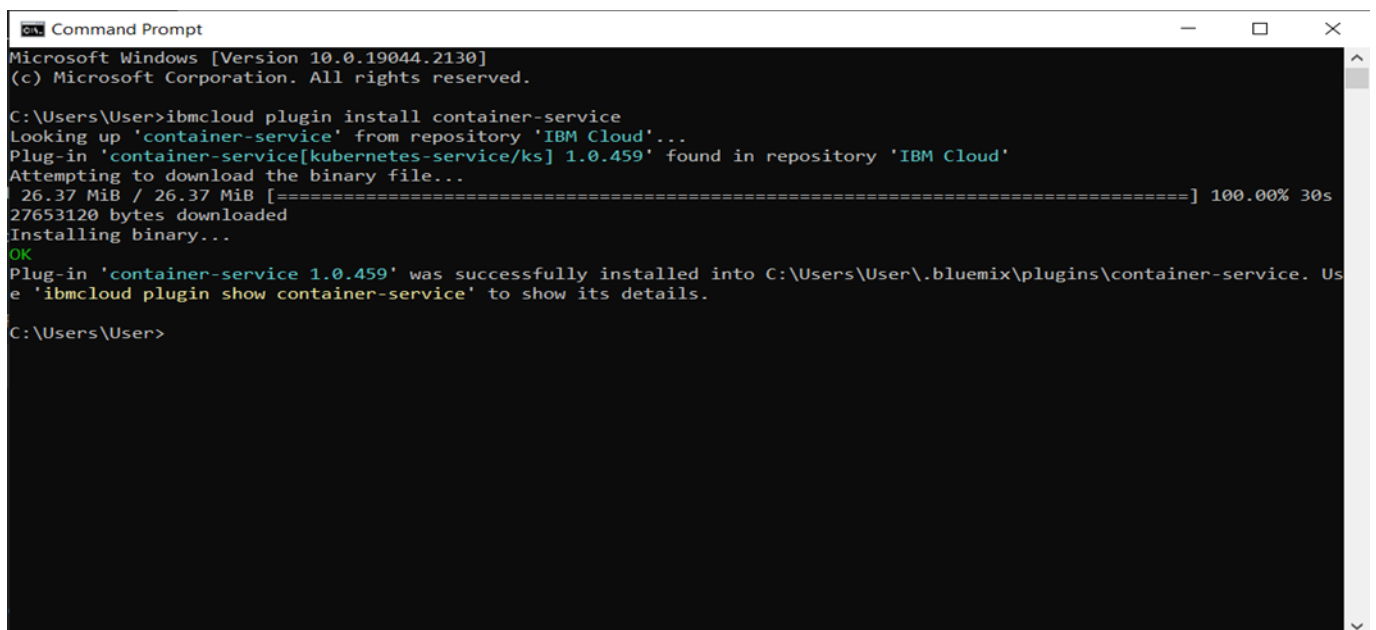 Command Prompt
Microsoft Windows [Version 10.0.19044.2130]
(c) Microsoft Corporation. All rights reserved.
C:\Users\User>ibmcloud plugin install container-service
Looking up 'container-service' from repository 'IBM Cloud'...
Plug-in 'container-service[kubernetes-service/ks] 1.0.459' found in repository 'IBM Cloud'
Attempting to download the binary file...
26.37 MiB / 26.37 MiB [==================================================================================] 100.00% 30s
27653120 bytes downloaded
Installing binary...
OK
Plug-in 'container-service 1.0.459' was successfully installed into C:\Users\User\.bluemix\plugins\container-service. Us
e 'ibmcloud plugin show container-service' to show its details.
C:\Users\User>